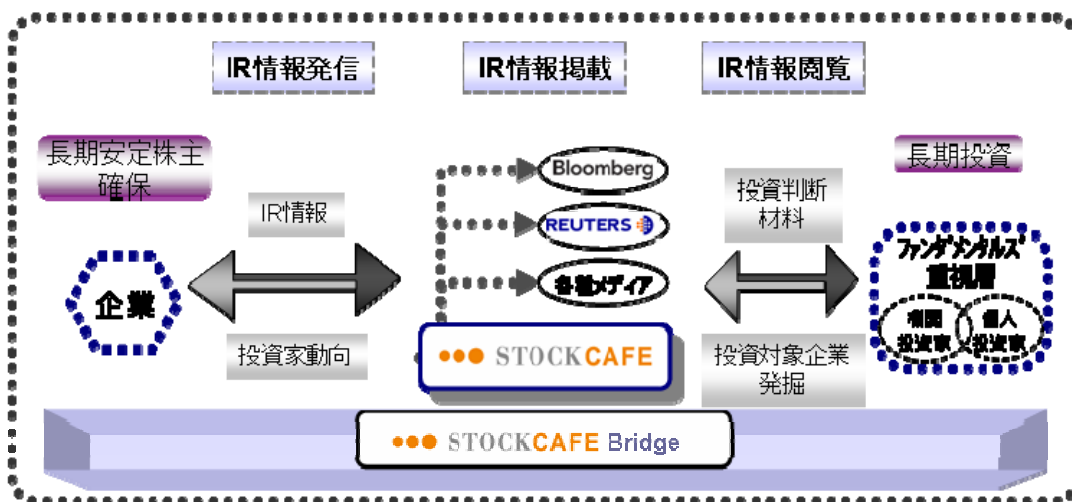 IR情報発信
IR情報掲載
IR情報閲覧
長期安定株主
確保
IR情報
企業
投資家動向
Bloomberg
REUTERS
各種メディア
STOCKCAFE
投資判断
材料
投資対象企業
発掘
長期投資
ファンダメンタルズ
重視層
機関
投資家
個人
投資家
STOCKCAFE Bridge